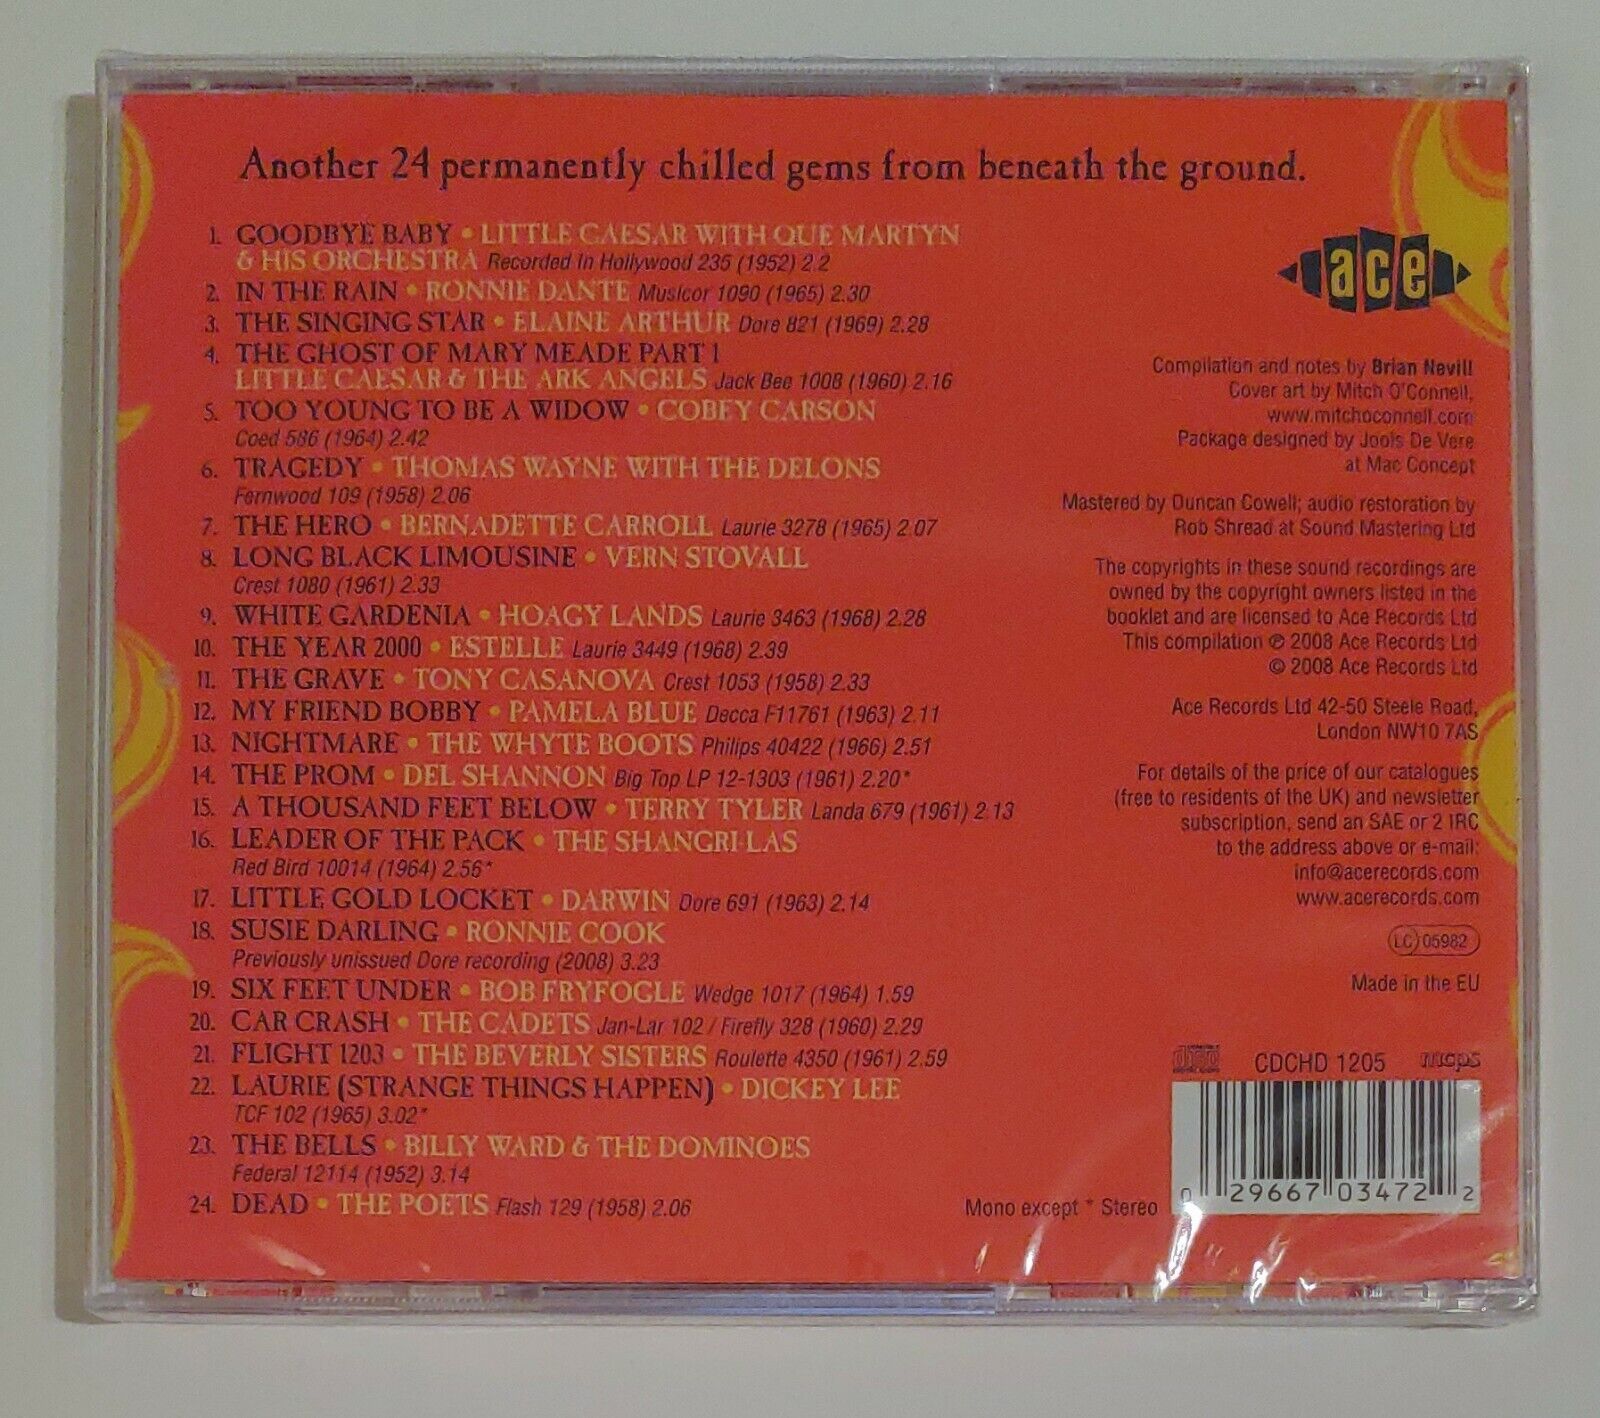 Another 24 permanently chilled gems from beneath the ground.
1. GOODBYE BABY • LITTLE CAESAR WITH QUE MARTYN
& HIS ORCHESTRA Recorded In Hollywood 235 (1952) 2.2
2. IN THE RAIN • RONNIE DANTE Musicor 1090 (1965) 2.30
3. THE SINGING STAR • ELAINE ARTHUR Dore 821 (1969) 2.28
4. THE GHOST OF MARY MEADE PART 1
LITTLE CAESAR & THE ARK ANGELS Jack Bee 1008 (1960) 2.16
5. TOO YOUNG TO BE A WIDOW • COBEY CARSON
Coed 586 (1964) 2.42
6. TRAGEDY • THOMAS WAYNE WITH THE DELONS
Fernwood 109 (1958) 2.06
7. THE HERO • BERNADETTE CARROLL Laurie 3278 (1965) 2.07
8. LONG BLACK LIMOUSINE • VERN STOVALL
Crest 1080 (1961) 2.33
9. WHITE GARDENIA • HOAGY LANDS Laurie 3463 (1968) 2.28
10. THE YEAR 2000 • ESTELLE Laurie 3449 (1968) 2.39
11. THE GRAVE • TONY CASANOVA Crest 1053 (1958) 2.33
12. MY FRIEND BOBBY • PAMELA BLUE Decca F11761 (1963) 2.11
13. NIGHTMARE • THE WHYTE BOOTS Philips 40422 (1966) 2.51
14. THE PROM • DEL SHANNON Big Top LP 12-1303 (1961) 2.20*
15. A THOUSAND FEET BELOW • TERRY TYLER Landa 679 (1961) 2.13
16. LEADER OF THE PACK • THE SHANGRI-LAS
Red Bird 10014 (1964) 2.56*
17. LITTLE GOLD LOCKET • DARWIN Dore 691 (1963) 2.14
18. SUSIE DARLING • RONNIE COOK
Previously unissued Dore recording (2008) 3.23
19. SIX FEET UNDER • BOB FRYFOGLE Wedge 1017 (1964) 1.59
20. CAR CRASH • THE CADETS Jan-Lar 102 / Firefly 328 (1960) 2.29
21. FLIGHT 1203 • THE BEVERLY SISTERS Roulette 4350 (1961) 2.59
22. LAURIE (STRANGE THINGS HAPPEN) • DICKEY LEE
TCF 102 (1965) 3.02*
23. THE BELLS • BILLY WARD & THE DOMINOES
Federal 12114 (1952) 3.14
24. DEAD • THE POETS Flash 129 (1958) 2.06
ace
Compilation and notes by Brian Nevill
Cover art by Mitch O'Connell,
www.mitchoconnell.com
Package designed by Jools De Vere
at Mac Concept
Mastered by Duncan Cowell; audio restoration by
Rob Shread at Sound Mastering Ltd
The copyrights in these sound recordings are
owned by the copyright owners listed in the
booklet and are licensed to Ace Records Ltd
This compilation ℗ 2008 Ace Records Ltd
© 2008 Ace Records Ltd
Ace Records Ltd 42-50 Steele Road,
London NW10 7AS
For details of the price of our catalogues
(free to residents of the UK) and newsletter
subscription, send an SAE or 2 IRC
to the address above or e-mail:
info@acerecords.com
www.acerecords.com
LC 05982
Made in the EU
CDCHD 1205 mcps
0 29667 03472 2
Mono except * Stereo